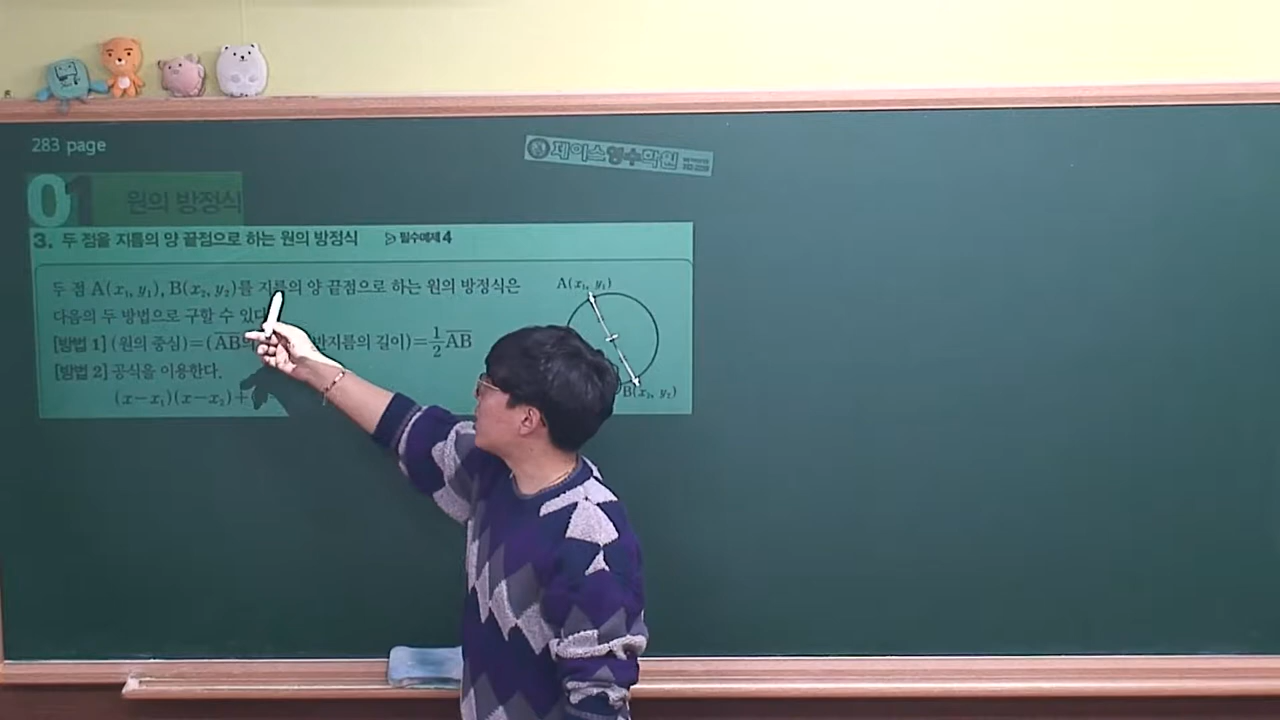 283 page
제이스영수학원
01 원의 방정식
3. 두 점을 지름의 양 끝점으로 하는 원의 방정식 ▷ 필수예제 4
두 점 A(x₁, y₁), B(x₂, y₂)를 지름의 양 끝점으로 하는 원의 방정식은
A(x₁, y₁)
다음의 두 방법으로 구할 수 있다
[방법 1] (원의 중심)=(AB의 반지름의 길이)=1/2 AB
[방법 2] 공식을 이용한다.
B(x₂, y₂)
(x−x₁)(x−x₂)+